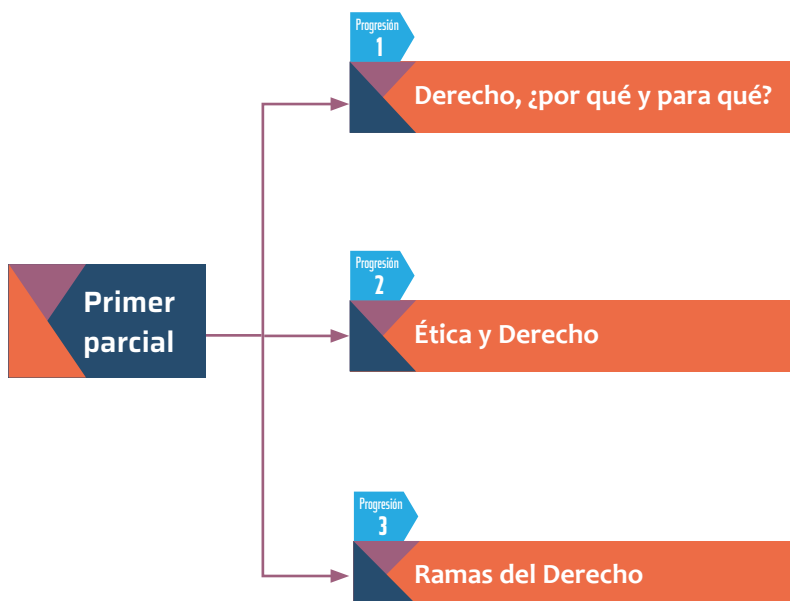 Progresión
1
Derecho, ¿por qué y para qué?
Progresión
2
Primer
parcial
Ética y Derecho
Progresión
3
Ramas del Derecho